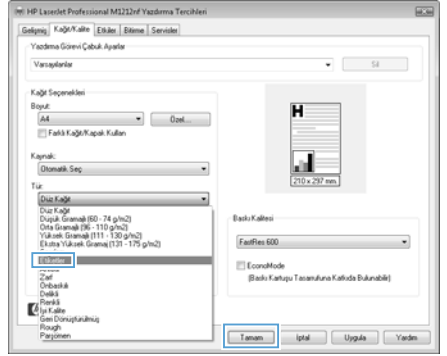 HP LaserJet Professional M1212nf Yazdırma Tercihleri
Gelişmiş Kağıt/Kalite Etkiler Bitirme Servisler
Yazdırma Görevi Çabuk Ayarlar
Varsayılanlar Sil
Kağıt Seçenekleri
Boyut:
A4 Özel...
Farklı Kağıt/Kapak Kullan
Kaynak:
Otomatik Seç
Tür:
Düz Kağıt
Düz Kağıt
Düşük Gramajlı (60 - 74 g/m2)
Orta Gramajlı (96 - 110 g/m2)
Yüksek Gramajlı (111 - 130 g/m2)
Ekstra Yüksek Gramaj (131 - 175 g/m2)
Etiketler
Zarf
Önbaskılı
Delikli
Renkli
İyi Kalite
Geri Dönüştürülmüş
Rough
Parşömen
H
210 x 297 mm.
Baskı Kalitesi
FastRes 600
EconoMode
(Baskı Kartuşu Tasarrufuna Katkıda Bulunabilir)
Tamam İptal Uygula Yardım